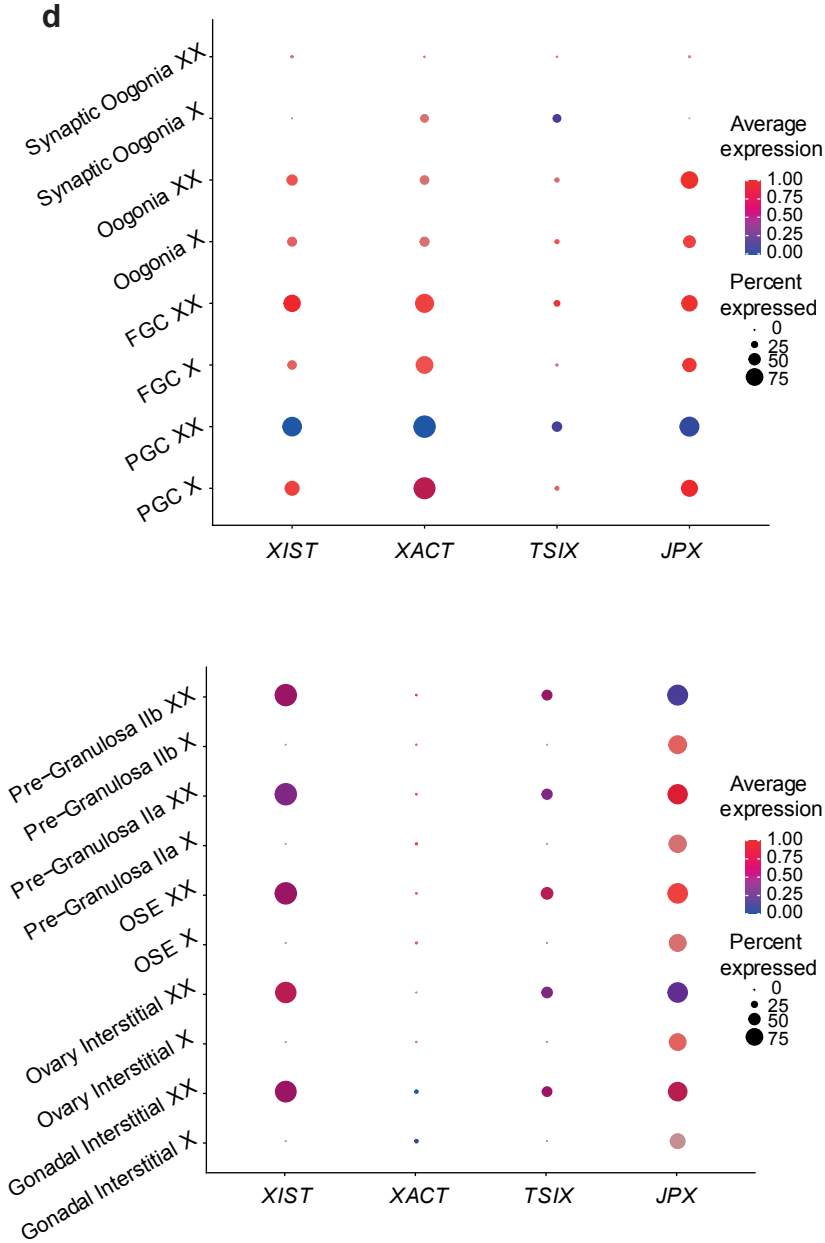 d
Synaptic Oogonia XX
Synaptic Oogonia X
Oogonia XX
Oogonia X
FGC XX
FGC X
PGC XX
PGC X
XIST XACT TSIX JPX
Average
expression
1.00
0.75
0.50
0.25
0.00
Percent
expressed
0
25
50
75
Pre−Granulosa IIb XX
Pre−Granulosa IIb X
Pre−Granulosa IIa XX
Pre−Granulosa IIa X
OSE XX
OSE X
Ovary Interstitial XX
Ovary Interstitial X
Gonadal Interstitial XX
Gonadal Interstitial X
XIST XACT TSIX JPX
Average
expression
1.00
0.75
0.50
0.25
0.00
Percent
expressed
0
25
50
75